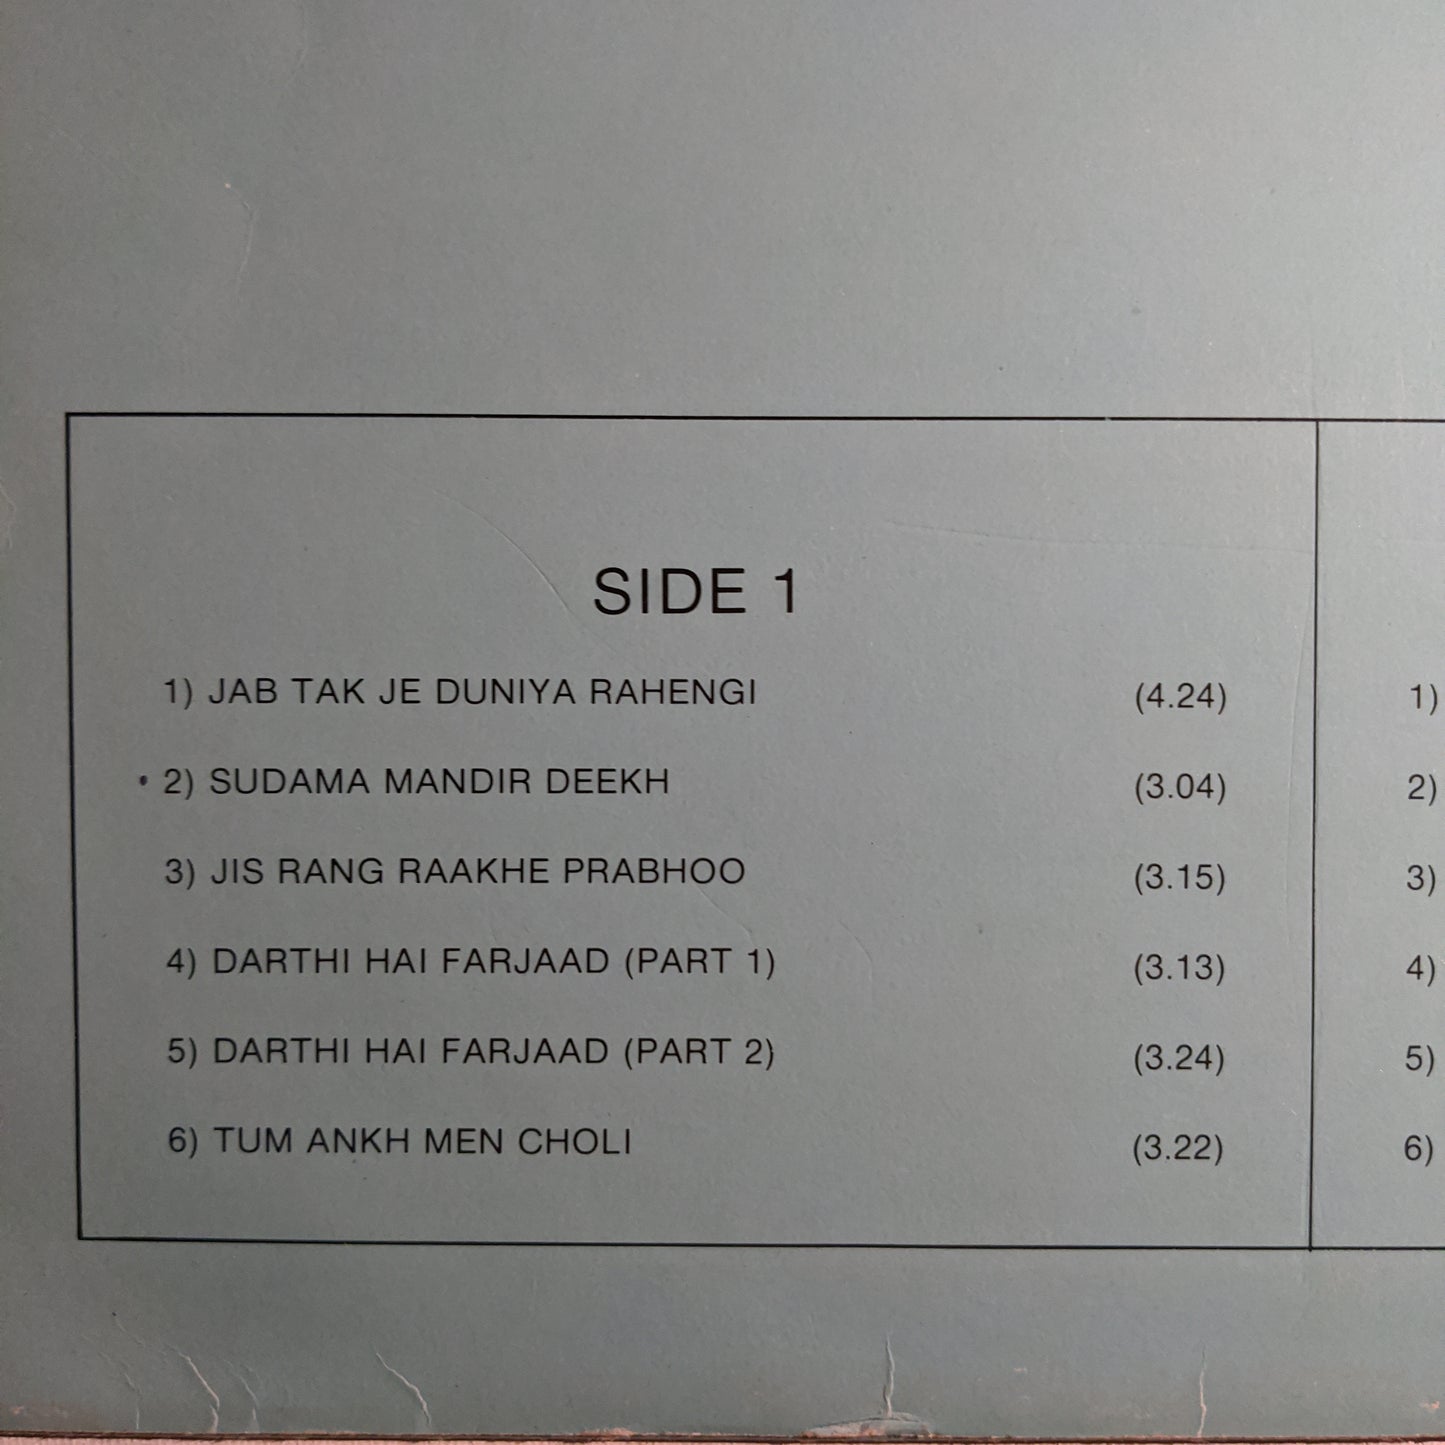 SIDE 1
1) JAB TAK JE DUNIYA RAHENGI (4.24) 1)
2) SUDAMA MANDIR DEEKH (3.04) 2)
3) JIS RANG RAAKHE PRABHOO (3.15) 3)
4) DARTHI HAI FARJAAD (PART 1) (3.13) 4)
5) DARTHI HAI FARJAAD (PART 2) (3.24) 5)
6) TUM ANKH MEN CHOLI (3.22) 6)